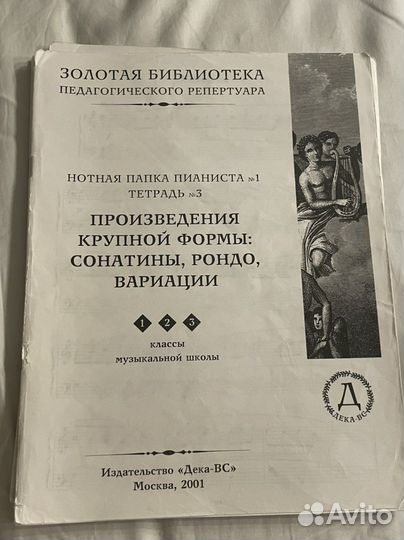 ЗОЛОТАЯ БИБЛИОТЕКА
ПЕДАГОГИЧЕСКОГО РЕПЕРТУАРА
НОТНАЯ ПАПКА ПИАНИСТА №1
ТЕТРАДЬ №3
ПРОИЗВЕДЕНИЯ
КРУПНОЙ ФОРМЫ:
СОНАТИНЫ, РОНДО,
ВАРИАЦИИ
1 2 3
классы
музыкальной школы
Д
ДЕКА-ВС
Издательство «Дека-ВС»
Москва, 2001
Avito